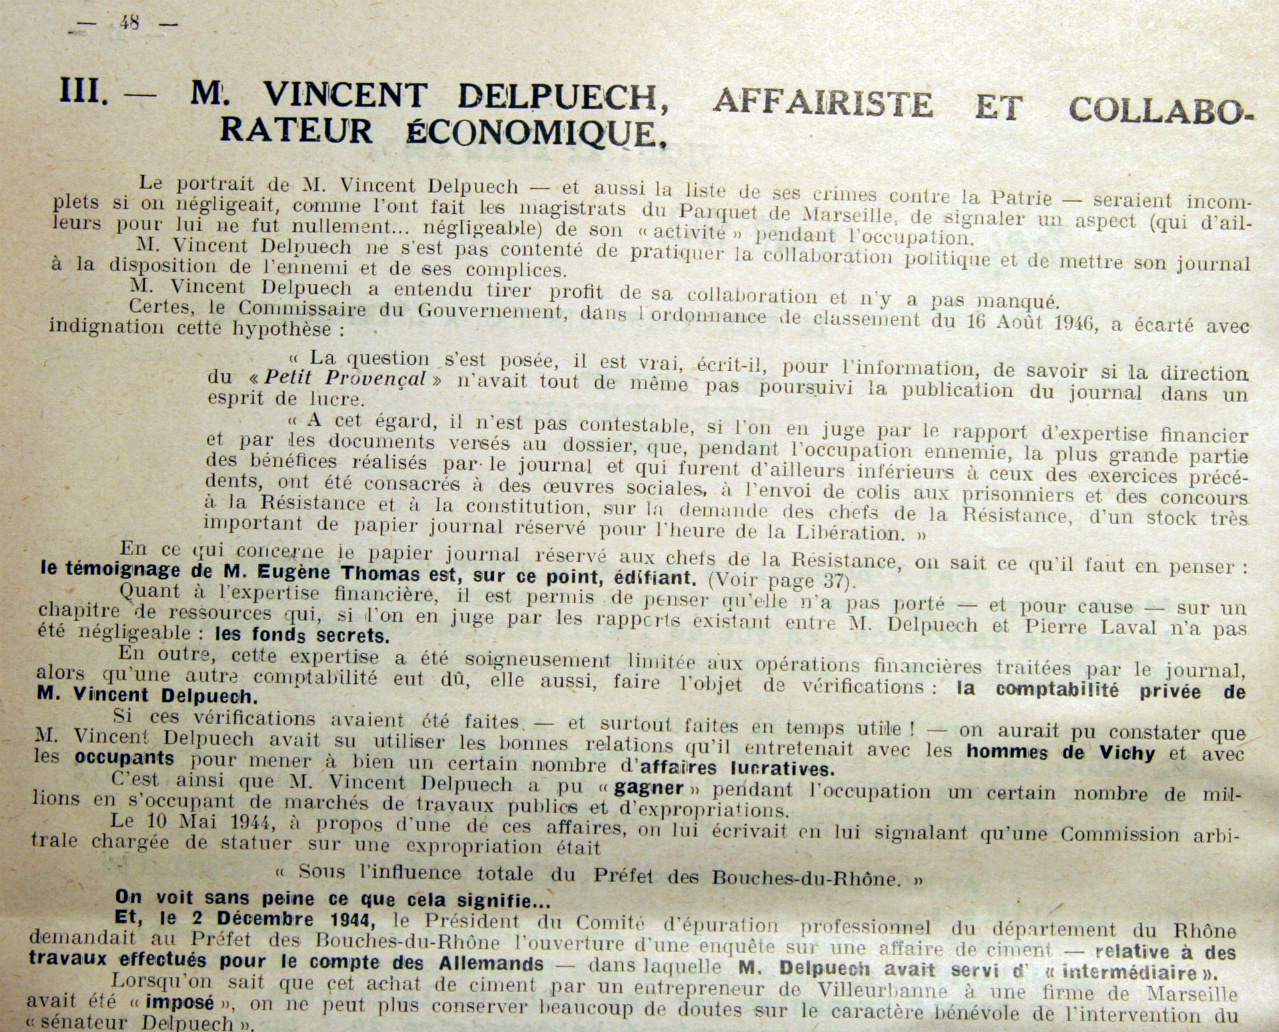 — 48 —
III. — M. VINCENT DELPUECH, AFFAIRISTE ET COLLABO-
RATEUR ÉCONOMIQUE.
Le portrait de M. Vincent Delpuech — et aussi la liste de ses crimes contre la Patrie — seraient incom-
plets si on négligeait, comme l'ont fait les magistrats du Parquet de Marseille, de signaler un aspect (qui d'ail-
leurs pour lui ne fut nullement... négligeable) de son « activité » pendant l'occupation.
M. Vincent Delpuech ne s'est pas contenté de pratiquer la collaboration politique et de mettre son journal
à la disposition de l'ennemi et de ses complices.
M. Vincent Delpuech a entendu tirer profit de sa collaboration et n'y a pas manqué.
Certes, le Commissaire du Gouvernement, dans l'ordonnance de classement du 16 Août 1946, a écarté avec
indignation cette hypothèse :
« La question s'est posée, il est vrai, écrit-il, pour l'information, de savoir si la direction
du « Petit Provençal » n'avait tout de même pas poursuivi la publication du journal dans un
esprit de lucre.
« A cet égard, il n'est pas contestable, si l'on en juge par le rapport d'expertise financier
et par les documents versés au dossier, que, pendant l'occupation ennemie, la plus grande partie
des bénéfices réalisés par le journal et qui furent d'ailleurs inférieurs à ceux des exercices précé-
dents, ont été consacrés à des œuvres sociales, à l'envoi de colis aux prisonniers et des concours
à la Résistance et à la constitution, sur la demande des chefs de la Résistance, d'un stock très
important de papier journal réservé pour l'heure de la Libération. »
En ce qui concerne le papier journal réservé aux chefs de la Résistance, on sait ce qu'il faut en penser :
le témoignage de M. Eugène Thomas est, sur ce point, édifiant. (Voir page 37).
Quant à l'expertise financière, il est permis de penser qu'elle n'a pas porté — et pour cause — sur un
chapitre de ressources qui, si l'on en juge par les rapports existant entre M. Delpuech et Pierre Laval n'a pas
été négligeable : les fonds secrets.
En outre, cette expertise a été soigneusement limitée aux opérations financières traitées par le journal,
alors qu'une autre comptabilité eut dû, elle aussi, faire l'objet de vérifications : la comptabilité privée de
M. Vincent Delpuech.
Si ces vérifications avaient été faites — et surtout faites en temps utile ! — on aurait pu constater que
M. Vincent Delpuech avait su utiliser les bonnes relations qu'il entretenait avec les hommes de Vichy et avec
les occupants pour mener à bien un certain nombre d'affaires lucratives.
C'est ainsi que M. Vincent Delpuech a pu « gagner » pendant l'occupation un certain nombre de mil-
lions en s'occupant de marchés de travaux publics et d'expropriations.
Le 10 Mai 1944, à propos d'une de ces affaires, on lui écrivait en lui signalant qu'une Commission arbi-
trale chargée de statuer sur une expropriation était
« Sous l'influence totale du Préfet des Bouches-du-Rhône. »
On voit sans peine ce que cela signifie...
Et, le 2 Décembre 1944, le Président du Comité d'épuration professionnel du département du Rhône
demandait au Préfet des Bouches-du-Rhône l'ouverture d'une enquête sur une affaire de ciment — relative à des
travaux effectués pour le compte des Allemands — dans laquelle M. Delpuech avait servi d' « intermédiaire ».
Lorsqu'on sait que cet achat de ciment par un entrepreneur de Villeurbanne à une firme de Marseille
avait été « imposé », on ne peut plus conserver beaucoup de doutes sur le caractère bénévole de l'intervention du
« sénateur Delpuech ».